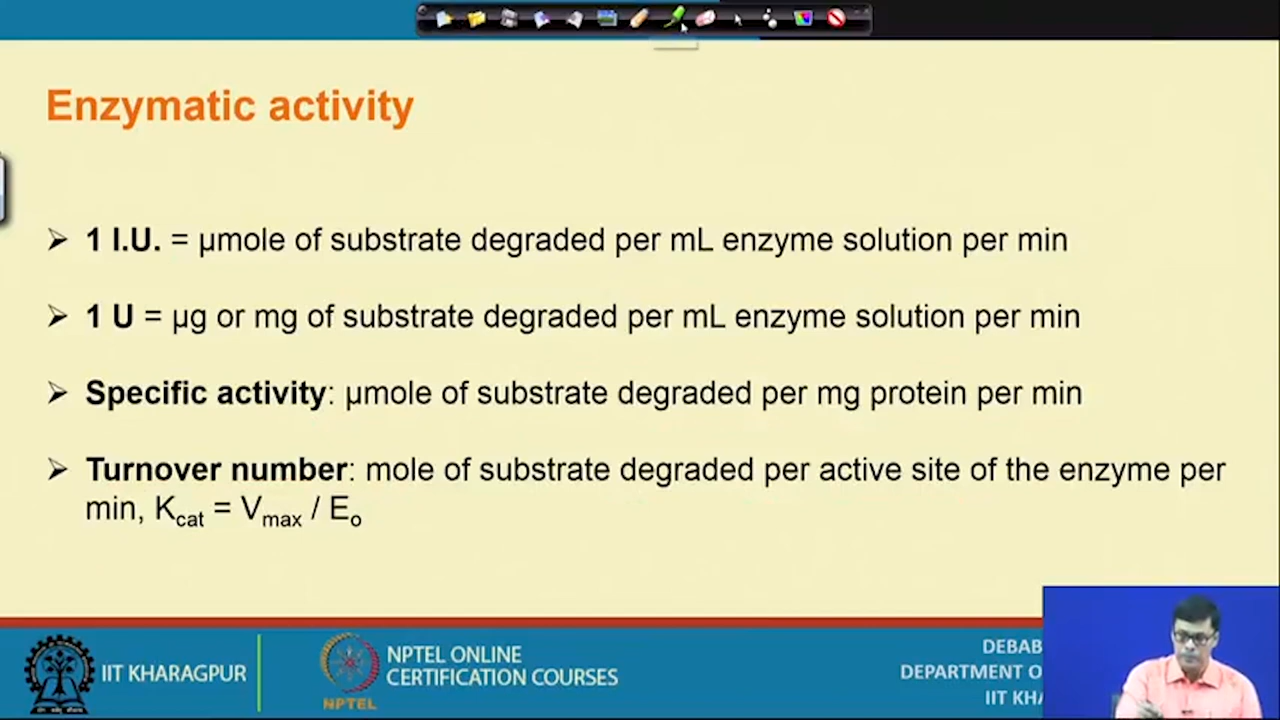 Enzymatic activity
➢ 1 I.U. = µmole of substrate degraded per mL enzyme solution per min
➢ 1 U = µg or mg of substrate degraded per mL enzyme solution per min
➢ Specific activity: µmole of substrate degraded per mg protein per min
➢ Turnover number: mole of substrate degraded per active site of the enzyme per
min, Kcat = Vmax / Eo
IIT KHARAGPUR
NPTEL
NPTEL ONLINE
CERTIFICATION COURSES
DEBAB
DEPARTMENT O
IIT KHA